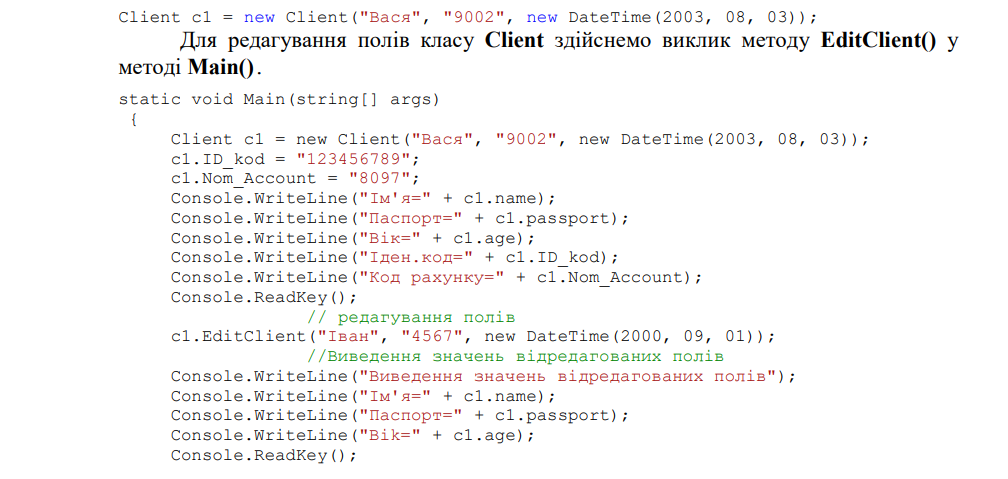 Client c1 = new Client("Вася", "9002", new DateTime(2003, 08, 03));
Для редагування полів класу Client здійснемо виклик методу EditClient() у
методі Main().
static void Main(string[] args)
{
Client c1 = new Client("Вася", "9002", new DateTime(2003, 08, 03));
c1.ID_kod = "123456789";
c1.Nom_Account = "8097";
Console.WriteLine("Ім'я=" + c1.name);
Console.WriteLine("Паспорт=" + c1.passport);
Console.WriteLine("Вік=" + c1.age);
Console.WriteLine("Іден.код=" + c1.ID_kod);
Console.WriteLine("Код рахунку=" + c1.Nom_Account);
Console.ReadKey();
// редагування полів
c1.EditClient("Іван", "4567", new DateTime(2000, 09, 01));
//Виведення значень відредагованих полів
Console.WriteLine("Виведення значень відредагованих полів");
Console.WriteLine("Ім'я=" + c1.name);
Console.WriteLine("Паспорт=" + c1.passport);
Console.WriteLine("Вік=" + c1.age);
Console.ReadKey();